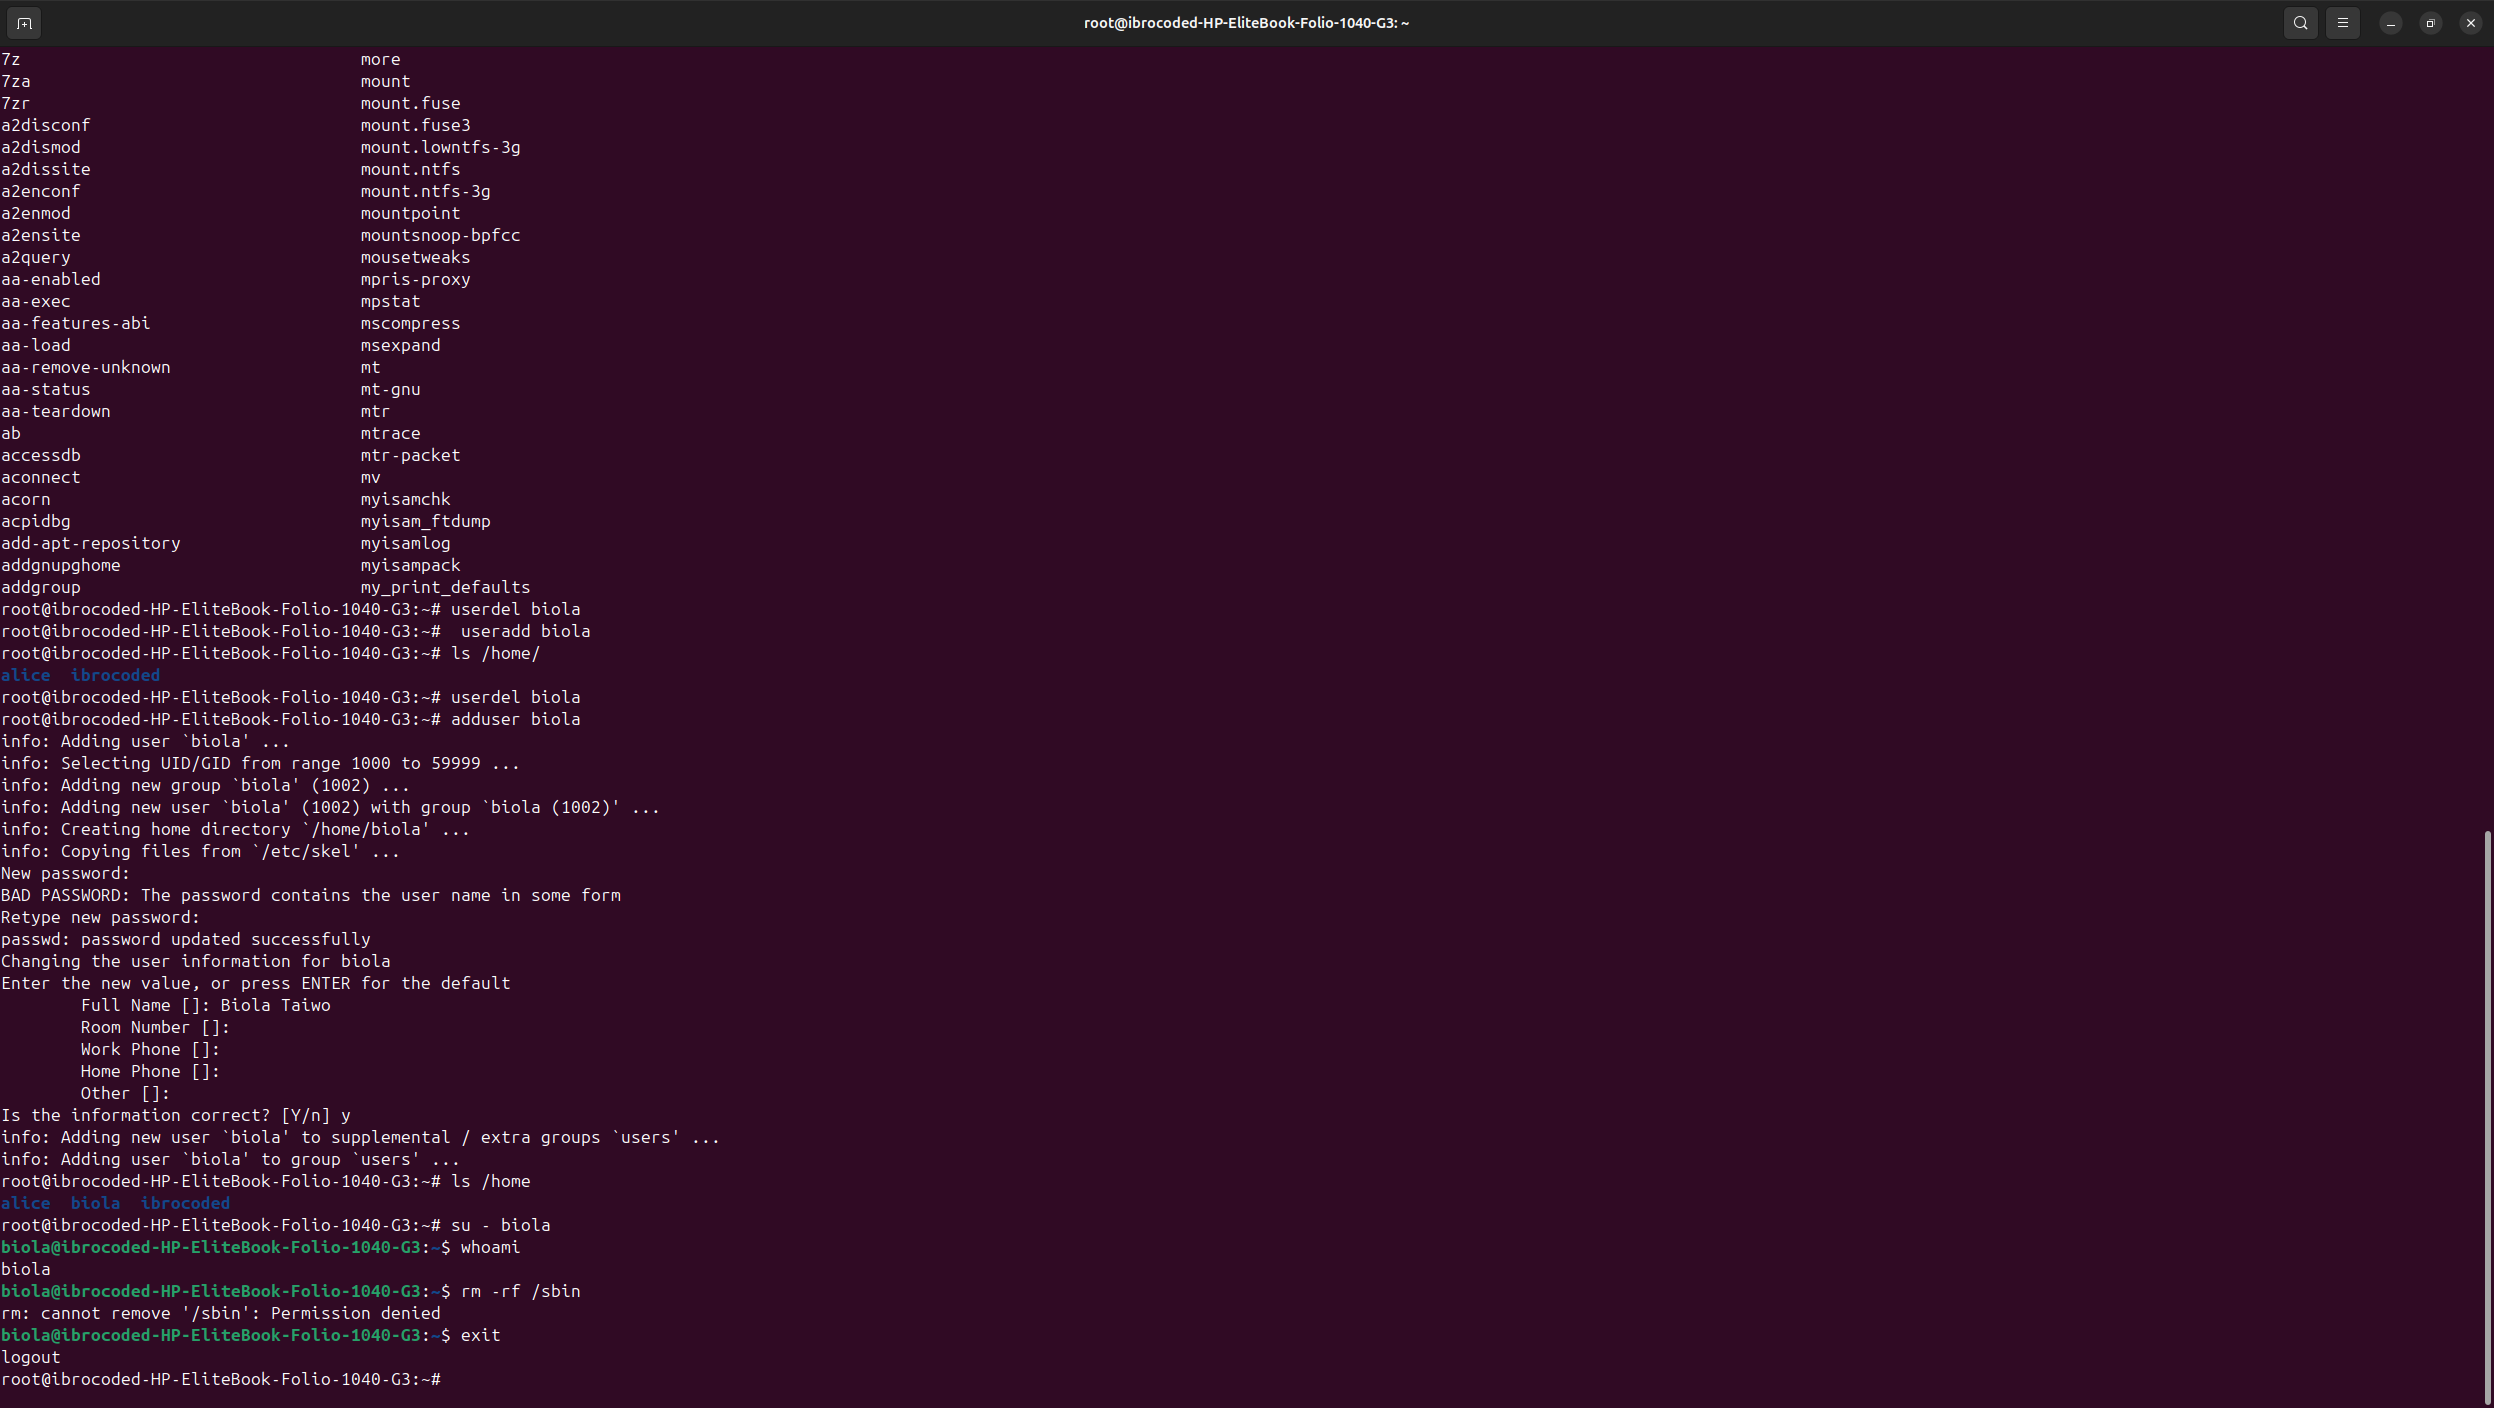 root@ibrocoded-HP-EliteBook-Folio-1040-G3: ~
7z                                  more
7za                                 mount
7zr                                 mount.fuse
a2disconf                           mount.fuse3
a2dismod                            mount.lowntfs-3g
a2dissite                           mount.ntfs
a2enconf                            mount.ntfs-3g
a2enmod                             mountpoint
a2ensite                            mountsnoop-bpfcc
a2query                             mousetweaks
aa-enabled                          mpris-proxy
aa-exec                             mpstat
aa-features-abi                     mscompress
aa-load                             msexpand
aa-remove-unknown                   mt
aa-status                           mt-gnu
aa-teardown                         mtr
ab                                  mtrace
accessdb                            mtr-packet
aconnect                            mv
acorn                               myisamchk
acpidbg                             myisam_ftdump
add-apt-repository                  myisamlog
addgnupghome                        myisampack
addgroup                            my_print_defaults
root@ibrocoded-HP-EliteBook-Folio-1040-G3:~# userdel biola
root@ibrocoded-HP-EliteBook-Folio-1040-G3:~#  useradd biola
root@ibrocoded-HP-EliteBook-Folio-1040-G3:~# ls /home/
alice  ibrocoded
root@ibrocoded-HP-EliteBook-Folio-1040-G3:~# userdel biola
root@ibrocoded-HP-EliteBook-Folio-1040-G3:~# adduser biola
info: Adding user `biola' ...
info: Selecting UID/GID from range 1000 to 59999 ...
info: Adding new group `biola' (1002) ...
info: Adding new user `biola' (1002) with group `biola (1002)' ...
info: Creating home directory `/home/biola' ...
info: Copying files from `/etc/skel' ...
New password:
BAD PASSWORD: The password contains the user name in some form
Retype new password:
passwd: password updated successfully
Changing the user information for biola
Enter the new value, or press ENTER for the default
        Full Name []: Biola Taiwo
        Room Number []:
        Work Phone []:
        Home Phone []:
        Other []:
Is the information correct? [Y/n] y
info: Adding new user `biola' to supplemental / extra groups `users' ...
info: Adding user `biola' to group `users' ...
root@ibrocoded-HP-EliteBook-Folio-1040-G3:~# ls /home
alice  biola  ibrocoded
root@ibrocoded-HP-EliteBook-Folio-1040-G3:~# su - biola
biola@ibrocoded-HP-EliteBook-Folio-1040-G3:~$ whoami
biola
biola@ibrocoded-HP-EliteBook-Folio-1040-G3:~$ rm -rf /sbin
rm: cannot remove '/sbin': Permission denied
biola@ibrocoded-HP-EliteBook-Folio-1040-G3:~$ exit
logout
root@ibrocoded-HP-EliteBook-Folio-1040-G3:~#